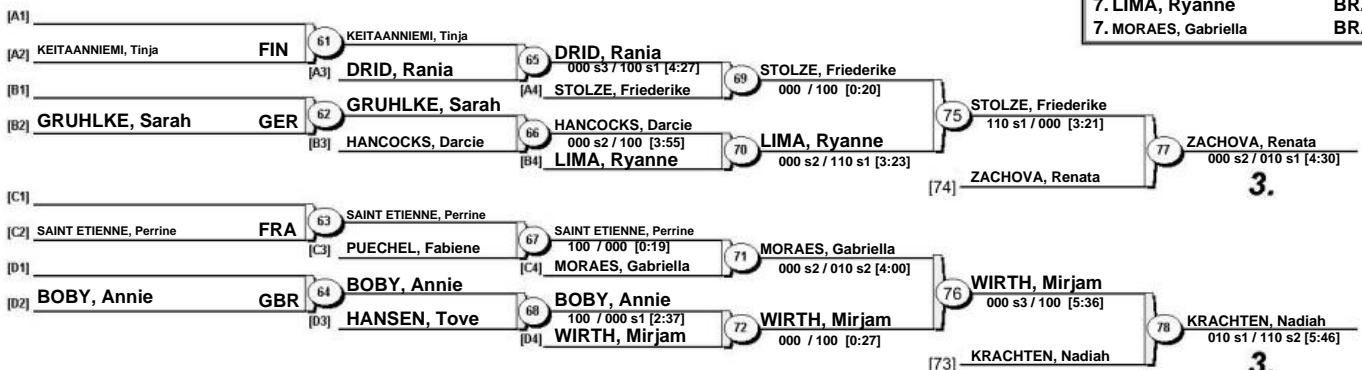 7. LIMA, Ryanne BRA
7. MORAES, Gabriella BRA
[A1]
[A2] KEITAANNIEMI, Tinja FIN
61 KEITAANNIEMI, Tinja
[A3] DRID, Rania
65 DRID, Rania
000 s3 / 100 s1 [4:27]
[A4] STOLZE, Friederike
69 STOLZE, Friederike
000 / 100 [0:20]
[B1]
[B2] GRUHLKE, Sarah GER
62 GRUHLKE, Sarah
[B3] HANCOCKS, Darcie
66 HANCOCKS, Darcie
000 s2 / 100 [3:55]
[B4] LIMA, Ryanne
70 LIMA, Ryanne
000 s2 / 110 s1 [3:23]
75 STOLZE, Friederike
110 s1 / 000 [3:21]
[74] ZACHOVA, Renata
77 ZACHOVA, Renata
000 s2 / 010 s1 [4:30]
3.
[C1]
[C2] SAINT ETIENNE, Perrine FRA
63 SAINT ETIENNE, Perrine
[C3] PUECHEL, Fabiene
67 SAINT ETIENNE, Perrine
100 / 000 [0:19]
[C4] MORAES, Gabriella
71 MORAES, Gabriella
000 s2 / 010 s2 [4:00]
[D1]
[D2] BOBY, Annie GBR
64 BOBY, Annie
[D3] HANSEN, Tove
68 BOBY, Annie
100 / 000 s1 [2:37]
[D4] WIRTH, Mirjam
72 WIRTH, Mirjam
000 / 100 [0:27]
76 WIRTH, Mirjam
000 s3 / 100 [5:36]
[73] KRACHTEN, Nadiah
78 KRACHTEN, Nadiah
010 s1 / 110 s2 [5:46]
3.